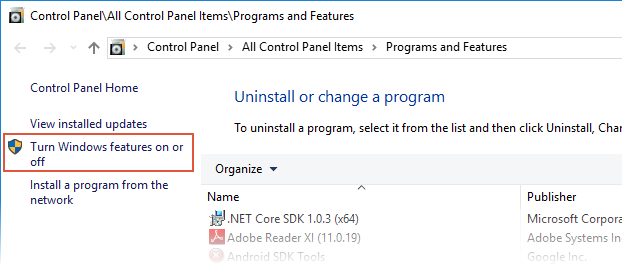 Control Panel\All Control Panel Items\Programs and Features
Control Panel > All Control Panel Items > Programs and Features
Control Panel Home
View installed updates
Turn Windows features on or
off
Install a program from the
network
Uninstall or change a program
To uninstall a program, select it from the list and then click Uninstall, Chan
Organize
Name Publisher
.NET Core SDK 1.0.3 (x64) Microsoft Corpora
Adobe Reader XI (11.0.19) Adobe Systems In
Android SDK Tools Google Inc.